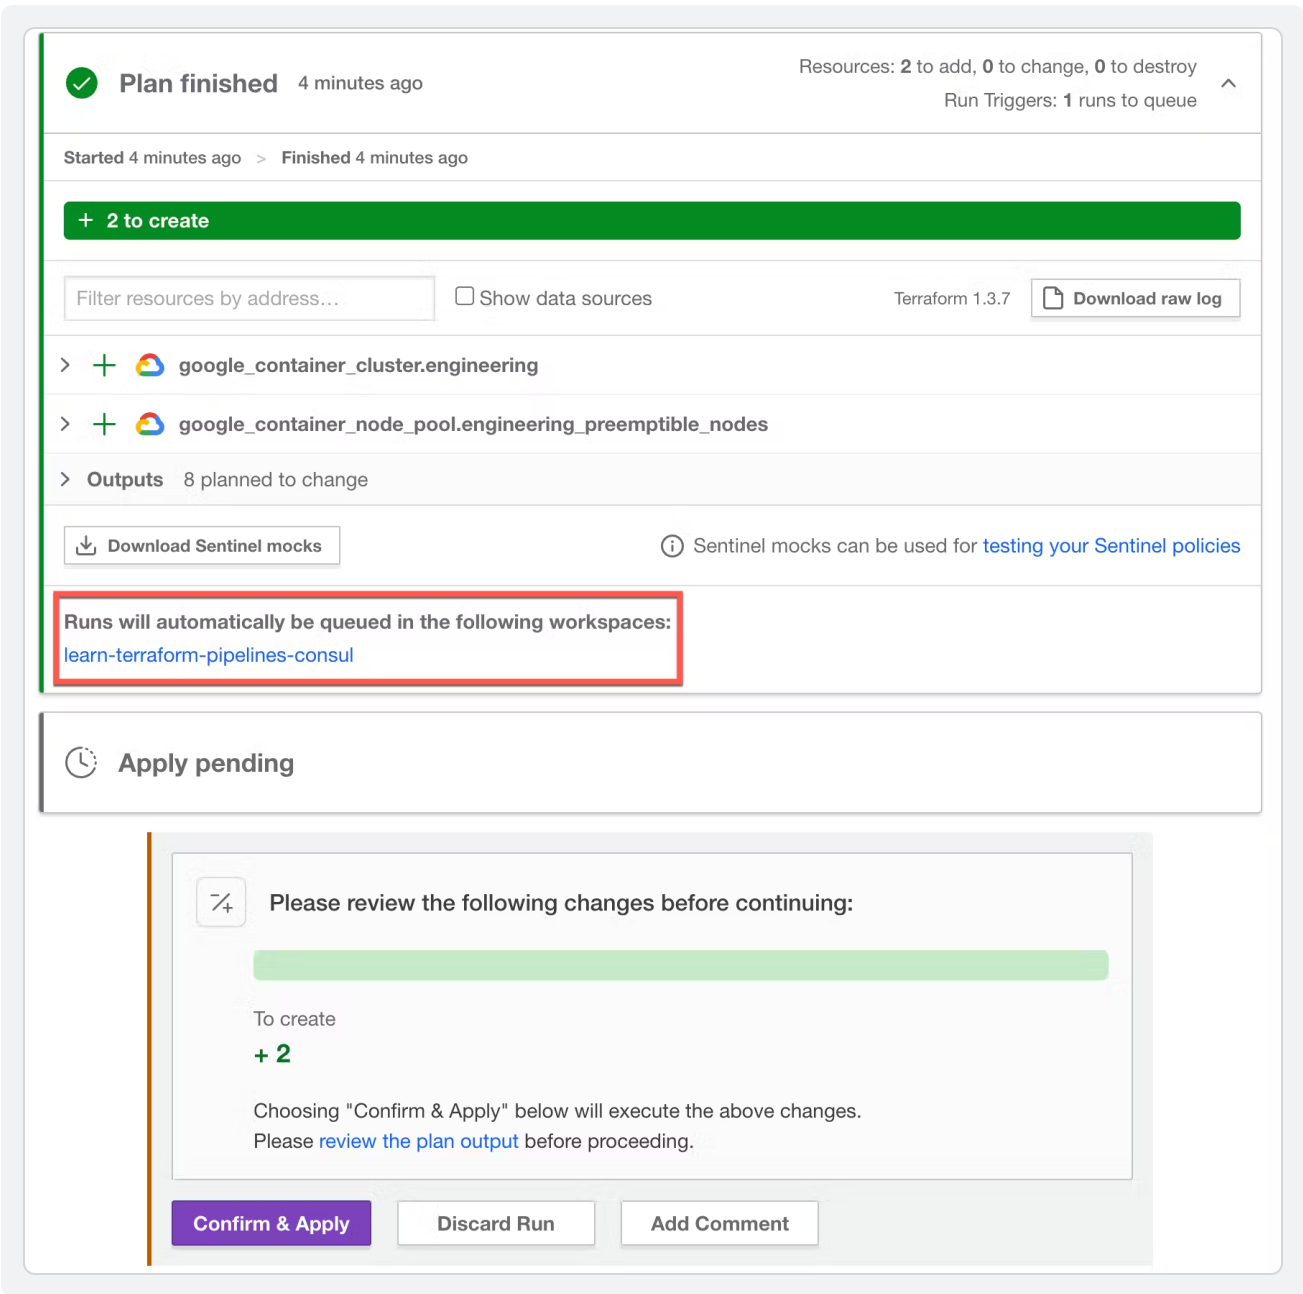 Plan finished 4 minutes ago
Resources: 2 to add, 0 to change, 0 to destroy
Run Triggers: 1 runs to queue
Started 4 minutes ago > Finished 4 minutes ago
+ 2 to create
Filter resources by address…
Show data sources
Terraform 1.3.7
Download raw log
google_container_cluster.engineering
google_container_node_pool.engineering_preemptible_nodes
Outputs 8 planned to change
Download Sentinel mocks
Sentinel mocks can be used for testing your Sentinel policies
Runs will automatically be queued in the following workspaces:
learn-terraform-pipelines-consul
Apply pending
Please review the following changes before continuing:
To create
+ 2
Choosing "Confirm & Apply" below will execute the above changes.
Please review the plan output before proceeding.
Confirm & Apply
Discard Run
Add Comment